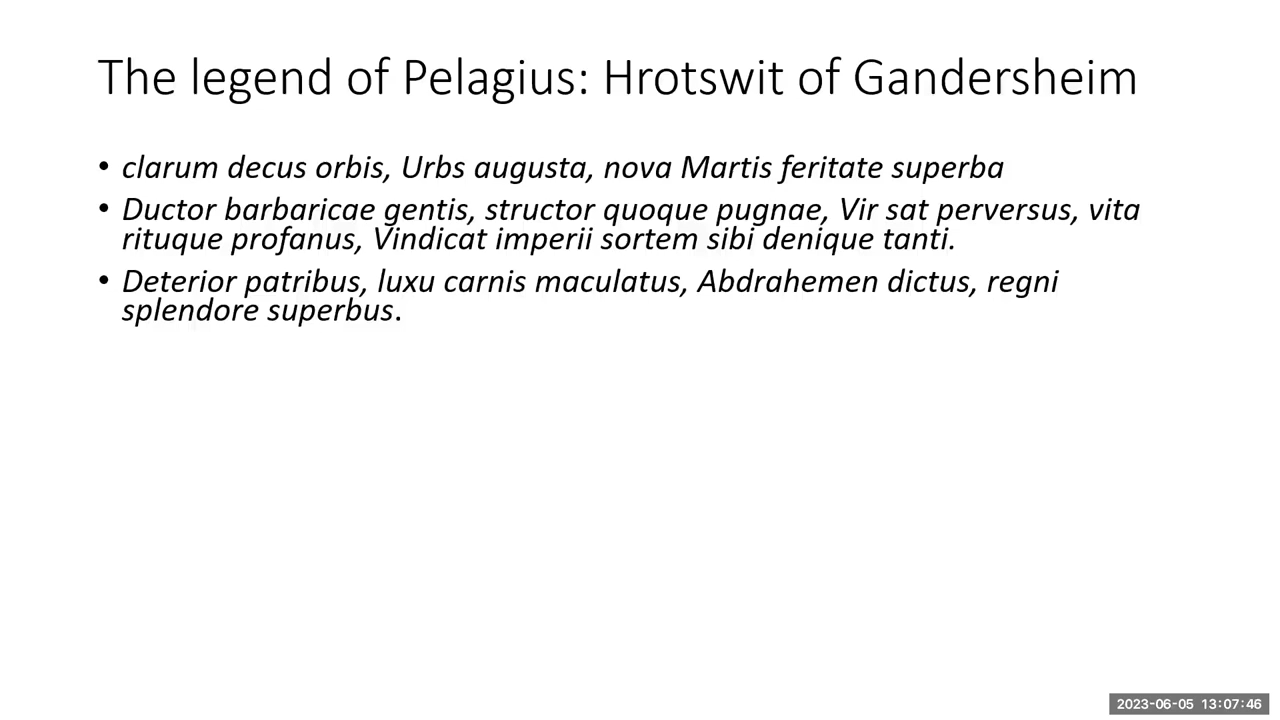 The legend of Pelagius: Hrotswit of Gandersheim
• clarum decus orbis, Urbs augusta, nova Martis feritate superba
• Ductor barbaricae gentis, structor quoque pugnae, Vir sat perversus, vita
rituque profanus, Vindicat imperii sortem sibi denique tanti.
• Deterior patribus, luxu carnis maculatus, Abdrahemen dictus, regni
splendore superbus.
2023-06-05 13:07:46